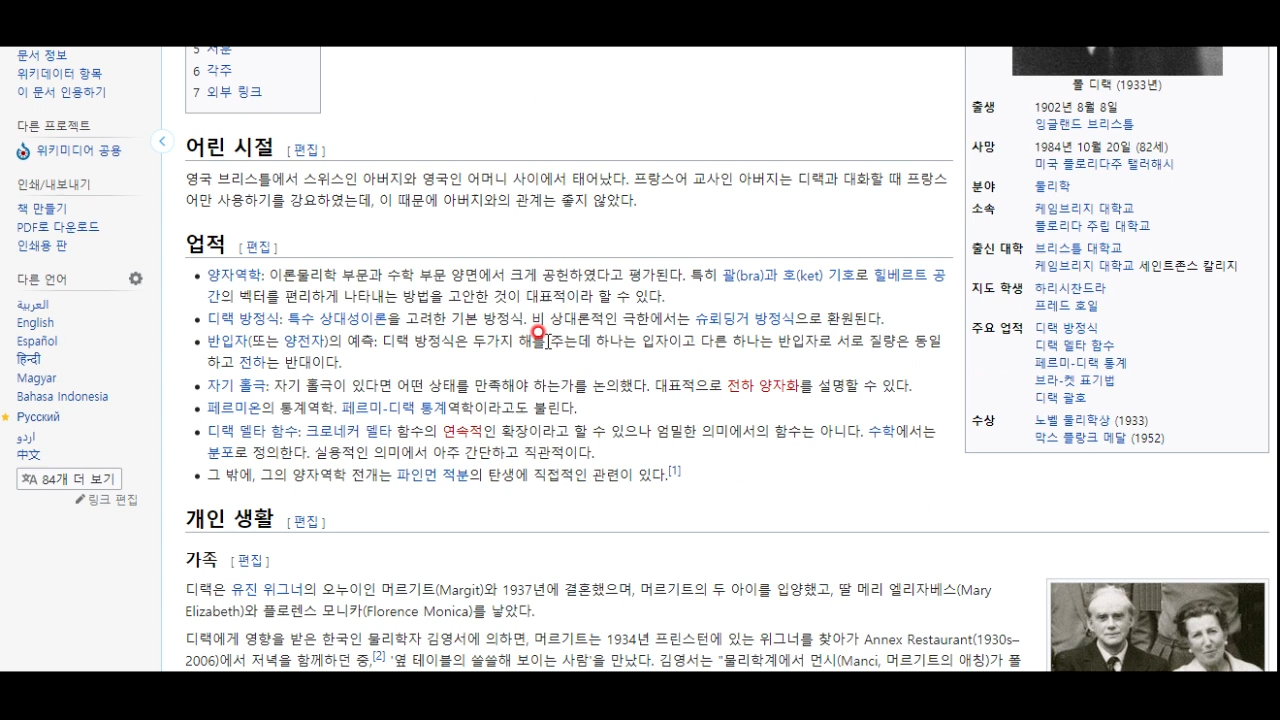 문서 정보
위키데이터 항목
이 문서 인용하기
다른 프로젝트
위키미디어 공용
인쇄/내보내기
책 만들기
PDF로 다운로드
인쇄용 판
다른 언어
العربية
English
Español
हिन्दी
Magyar
Bahasa Indonesia
Русский
اردو
中文
84개 더 보기
링크 편집
5 서훈
6 각주
7 외부 링크
어린 시절 [편집]
영국 브리스틀에서 스위스인 아버지와 영국인 어머니 사이에서 태어났다. 프랑스어 교사인 아버지는 디랙과 대화할 때 프랑스
어만 사용하기를 강요하였는데, 이 때문에 아버지와의 관계는 좋지 않았다.
업적 [편집]
• 양자역학: 이론물리학 부문과 수학 부문 양면에서 크게 공헌하였다고 평가된다. 특히 괄(bra)과 호(ket) 기호로 힐베르트 공
간의 벡터를 편리하게 나타내는 방법을 고안한 것이 대표적이라 할 수 있다.
• 디랙 방정식: 특수 상대성이론을 고려한 기본 방정식. 비 상대론적인 극한에서는 슈뢰딩거 방정식으로 환원된다.
• 반입자(또는 양전자)의 예측: 디랙 방정식은 두가지 해를 주는데 하나는 입자이고 다른 하나는 반입자로 서로 질량은 동일
하고 전하는 반대이다.
• 자기 홀극: 자기 홀극이 있다면 어떤 상태를 만족해야 하는가를 논의했다. 대표적으로 전하 양자화를 설명할 수 있다.
• 페르미온의 통계역학. 페르미-디랙 통계역학이라고도 불린다.
• 디랙 델타 함수: 크로네커 델타 함수의 연속적인 확장이라고 할 수 있으나 엄밀한 의미에서의 함수는 아니다. 수학에서는
분포로 정의한다. 실용적인 의미에서 아주 간단하고 직관적이다.
• 그 밖에, 그의 양자역학 전개는 파인먼 적분의 탄생에 직접적인 관련이 있다.[1]
개인 생활 [편집]
가족 [편집]
디랙은 유진 위그너의 오누이인 머르기트(Margit)와 1937년에 결혼했으며, 머르기트의 두 아이를 입양했고, 딸 메리 엘리자베스(Mary
Elizabeth)와 플로렌스 모니카(Florence Monica)를 낳았다.
디랙에게 영향을 받은 한국인 물리학자 김영서에 의하면, 머르기트는 1934년 프린스턴에 있는 위그너를 찾아가 Annex Restaurant(1930s–
2006)에서 저녁을 함께하던 중,[2] '옆 테이블의 쓸쓸해 보이는 사람'을 만났다. 김영서는 "물리학계에서 먼시(Manci, 머르기트의 애칭)가 폴
폴 디랙 (1933년)
출생 1902년 8월 8일
잉글랜드 브리스틀
사망 1984년 10월 20일 (82세)
미국 플로리다주 탤러해시
분야 물리학
소속 케임브리지 대학교
플로리다 주립 대학교
출신 대학 브리스틀 대학교
케임브리지 대학교 세인트존스 칼리지
지도 학생 하리시찬드라
프레드 호일
주요 업적 디랙 방정식
디랙 델타 함수
페르미-디랙 통계
브라-켓 표기법
디랙 괄호
수상 노벨 물리학상 (1933)
막스 플랑크 메달 (1952)